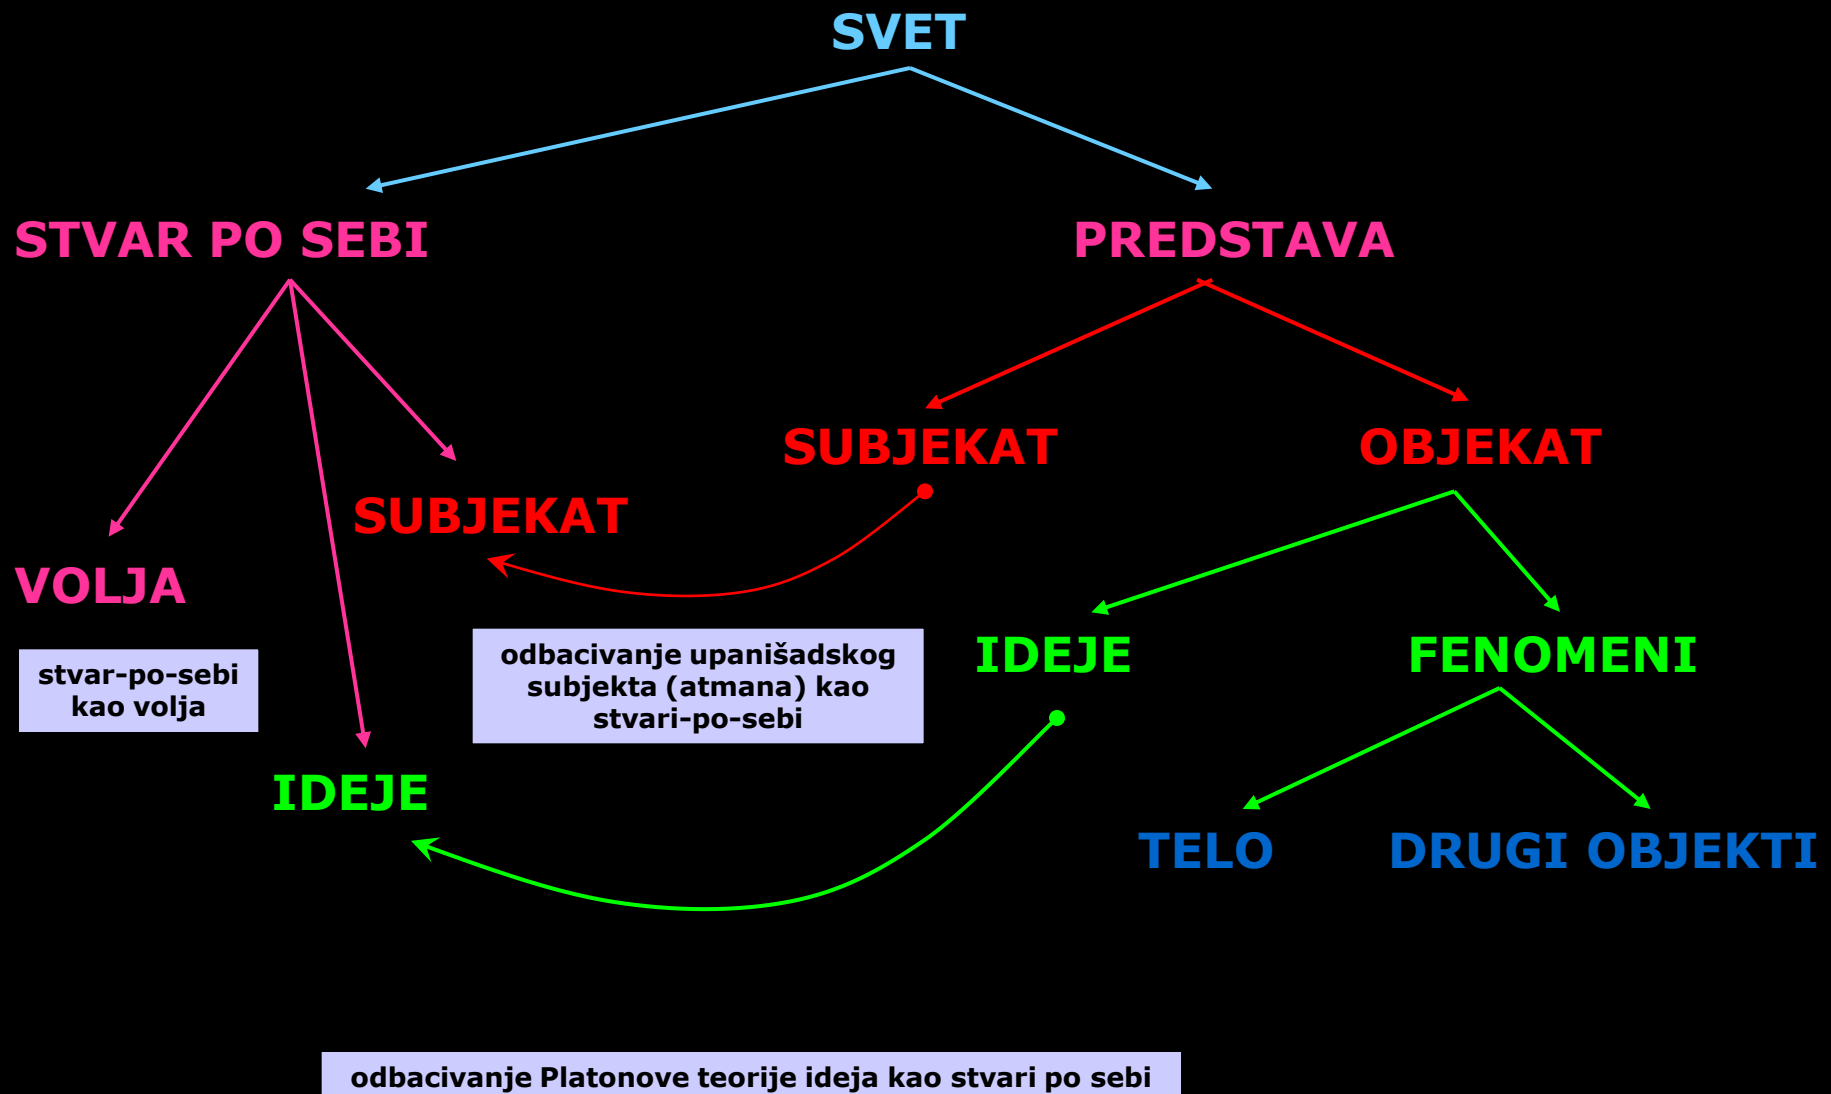 SVET
STVAR PO SEBI
PREDSTAVA
SUBJEKAT
OBJEKAT
SUBJEKAT
VOLJA
stvar-po-sebi
kao volja
odbacivanje upanišadskog
subjekta (atmana) kao
stvari-po-sebi
IDEJE
FENOMENI
IDEJE
TELO
DRUGI OBJEKTI
odbacivanje Platonove teorije ideja kao stvari po sebi